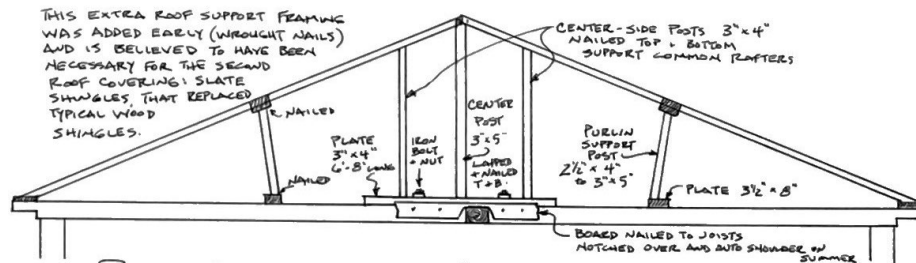 THIS EXTRA ROOF SUPPORT FRAMING
WAS ADDED EARLY (WROUGHT NAILS)
AND IS BELIEVED TO HAVE BEEN
NECESSARY FOR THE SECOND
ROOF COVERING: SLATE
SHINGLES, THAT REPLACED
TYPICAL WOOD
SHINGLES.
CENTER-SIDE POSTS 3"x4"
NAILED TOP + BOTTOM
SUPPORT COMMON RAFTERS
NAILED
NAILED
PLATE
3"x4"
6'-8' LONG
IRON
BOLT
+ NUT
CENTER
POST
3"x5"
LAPPED
+ NAILED
T+B.
PURLIN
SUPPORT
POST
2½" x 4"
to 3"x5"
PLATE 3½" x 8"
BOARD NAILED TO JOISTS
NOTCHED OVER AND ONTO SHOULDER ON
SUMMER